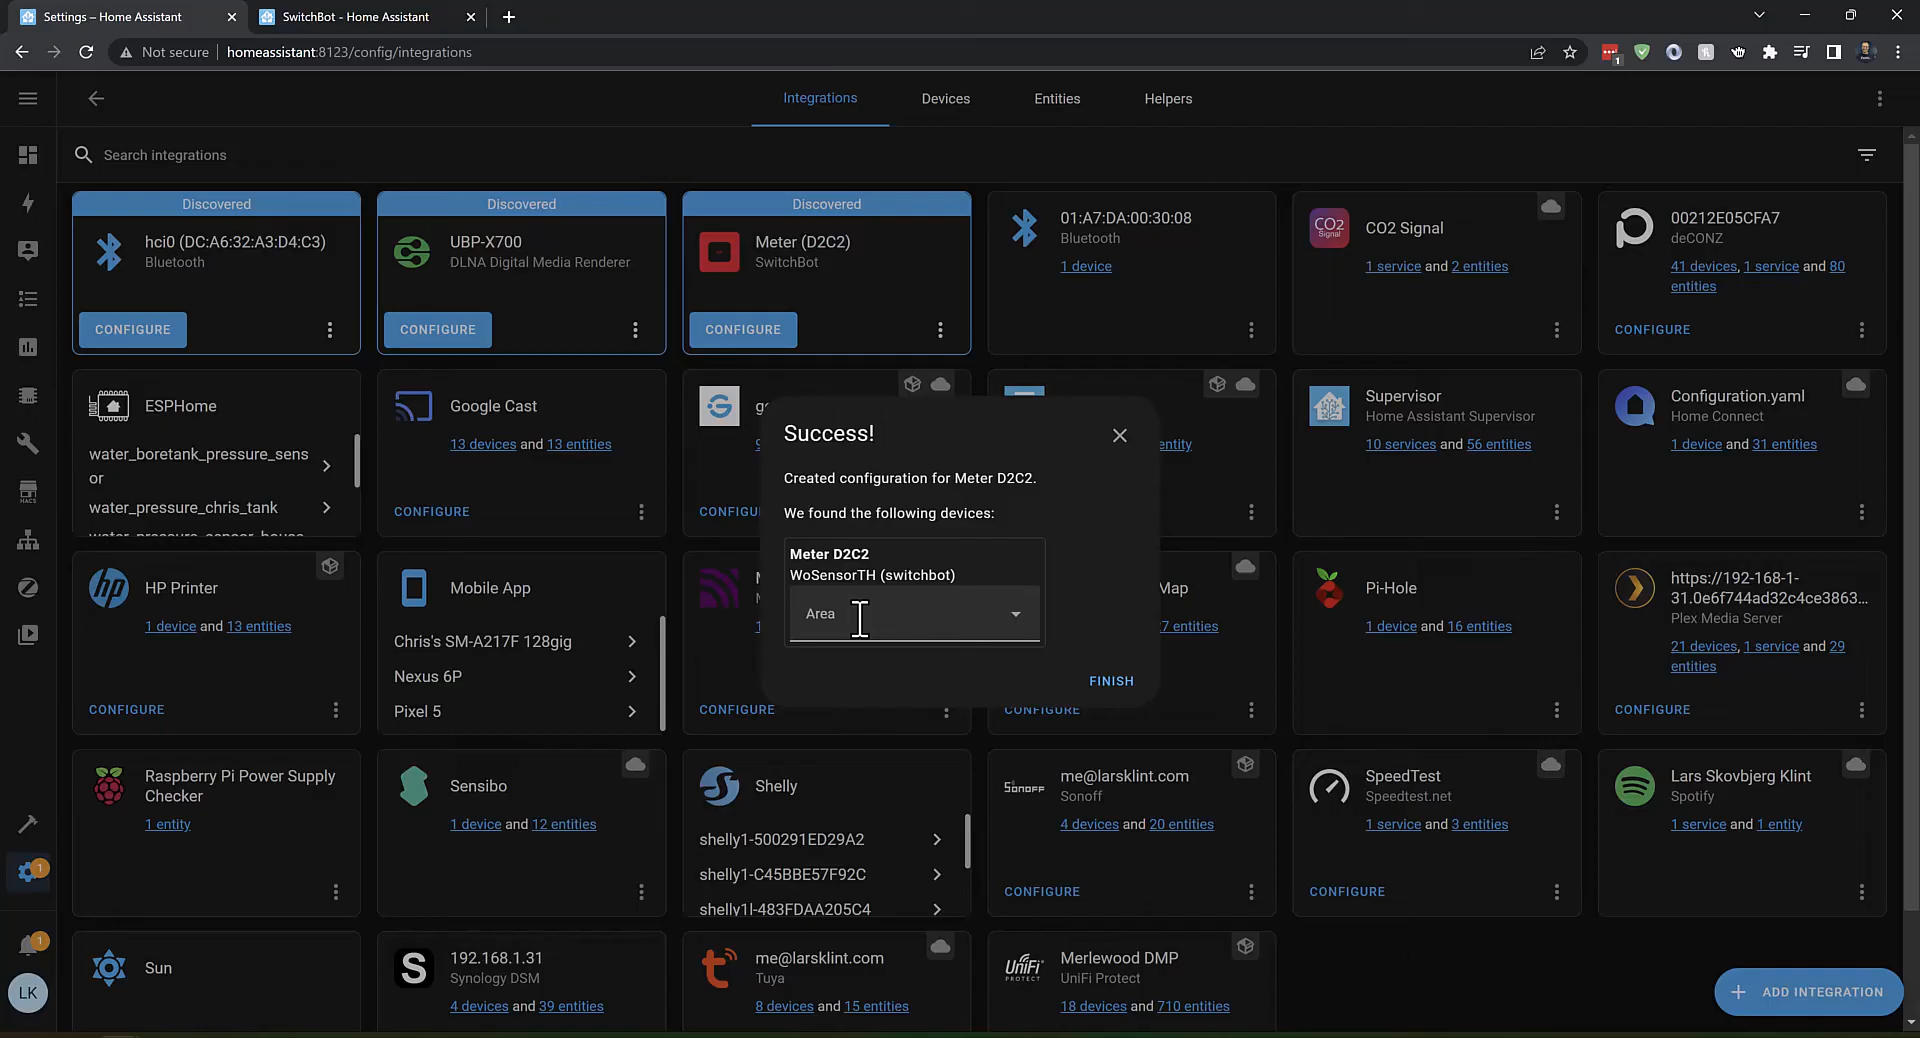 Settings – Home Assistant
SwitchBot - Home Assistant
Not secure
homeassistant:8123/config/integrations
1
Integrations
Devices
Entities
Helpers
Search integrations
Discovered
hci0 (DC:A6:32:A3:D4:C3)
Bluetooth
CONFIGURE
Discovered
UBP-X700
DLNA Digital Media Renderer
CONFIGURE
Discovered
Meter (D2C2)
SwitchBot
CONFIGURE
01:A7:DA:00:30:08
Bluetooth
1 device
CO2 Signal
CO2 Signal
1 service and 2 entities
00212E05CFA7
deCONZ
41 devices, 1 service and 80
entities
CONFIGURE
ESPHome
water_boretank_pressure_sens
or
water_pressure_chris_tank
Google Cast
13 devices and 13 entities
CONFIGURE
CONFIGU
entity
Supervisor
Home Assistant Supervisor
10 services and 56 entities
Configuration.yaml
Home Connect
1 device and 31 entities
Success!
Created configuration for Meter D2C2.
We found the following devices:
Meter D2C2
WoSensorTH (switchbot)
Area
FINISH
HACS
HP Printer
1 device and 13 entities
CONFIGURE
Mobile App
Chris's SM-A217F 128gig
Nexus 6P
Pixel 5
CONFIGURE
Map
7 entities
CONFIGURE
Pi-Hole
1 device and 16 entities
https://192-168-1-
31.0e6f744ad32c4ce3863...
Plex Media Server
21 devices, 1 service and 29
entities
CONFIGURE
Raspberry Pi Power Supply
Checker
1 entity
Sensibo
1 device and 12 entities
Shelly
shelly1-500291ED29A2
shelly1-C45BBE57F92C
shelly1l-483FDAA205C4
SONOFF
me@larsklint.com
Sonoff
4 devices and 20 entities
CONFIGURE
SpeedTest
Speedtest.net
1 service and 3 entities
CONFIGURE
Lars Skovbjerg Klint
Spotify
1 service and 1 entity
1
1
LK
Sun
S
192.168.1.31
Synology DSM
4 devices and 39 entities
me@larsklint.com
Tuya
8 devices and 15 entities
UniFi
PROTECT
Merlewood DMP
UniFi Protect
18 devices and 710 entities
ADD INTEGRATION